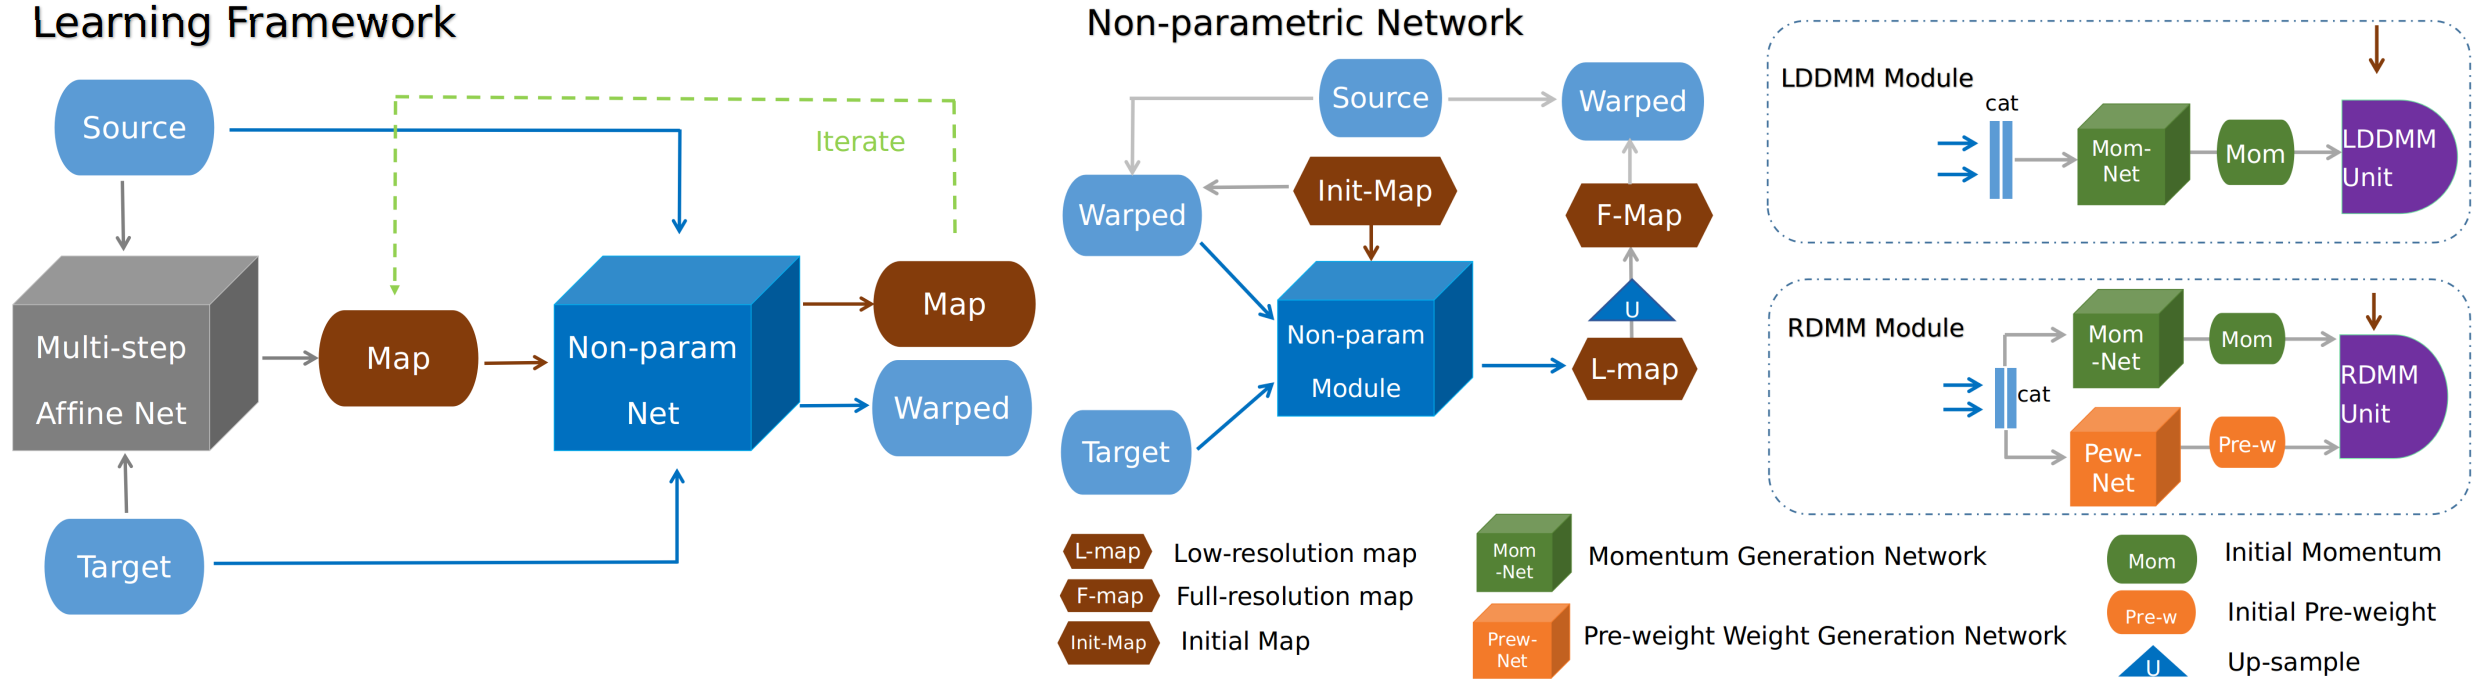 Learning Framework
Source
Iterate
Multi-step
Affine Net
Map
Non-param
Net
Map
Warped
Target
Non-parametric Network
Source
Warped
Init-Map
Warped
F-Map
U
Non-param
Module
L-map
Target
LDDMM Module
cat
Mom-
Net
Mom
LDDMM
Unit
RDMM Module
cat
Mom
-Net
Mom
Pew-
Net
Pre-w
RDMM
Unit
L-map
Low-resolution map
F-map
Full-resolution map
Init-Map
Initial Map
Mom
-Net
Momentum Generation Network
Prew-
Net
Pre-weight Weight Generation Network
Mom
Initial Momentum
Pre-w
Initial Pre-weight
U
Up-sample